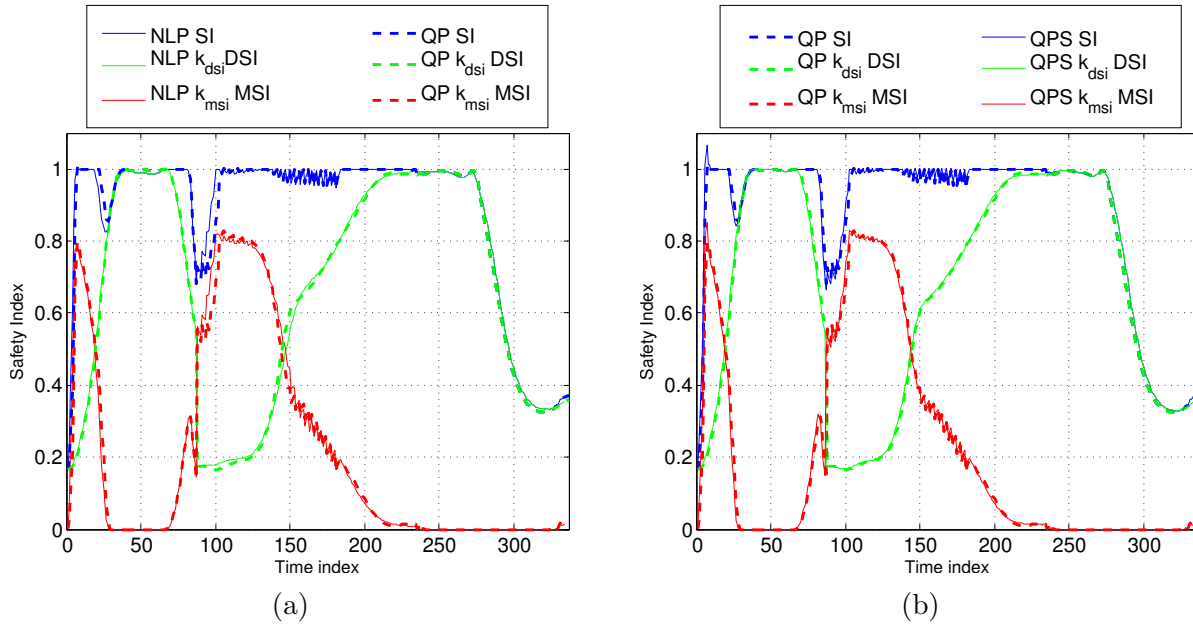 NLP SI QP SI
NLP k_dsi DSI QP k_dsi DSI
NLP k_msi MSI QP k_msi MSI
1
0.8
0.6
0.4
0.2
0
Safety Index
0 50 100 150 200 250 300
Time index
(a)
QP SI QPS SI
QP k_dsi DSI QPS k_dsi DSI
QP k_msi MSI QPS k_msi MSI
1
0.8
0.6
0.4
0.2
0
Safety Index
0 50 100 150 200 250 300
Time index
(b)